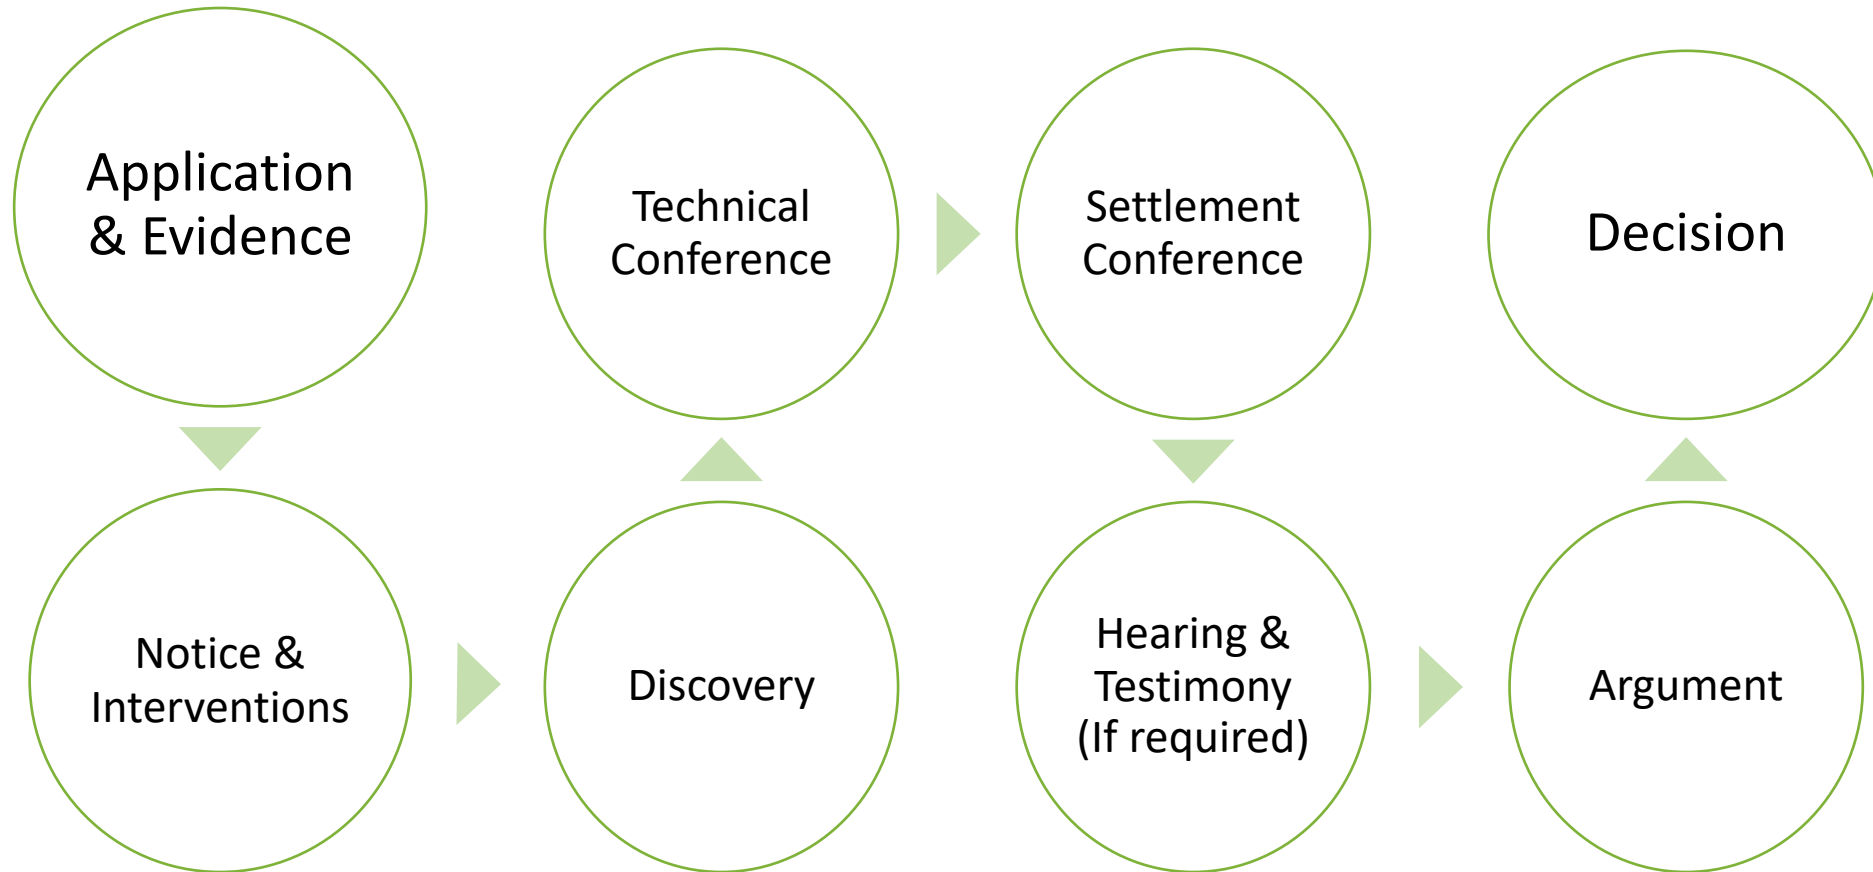 Application
& Evidence
Notice &
Interventions
Discovery
Technical
Conference
Settlement
Conference
Hearing &
Testimony
(If required)
Argument
Decision